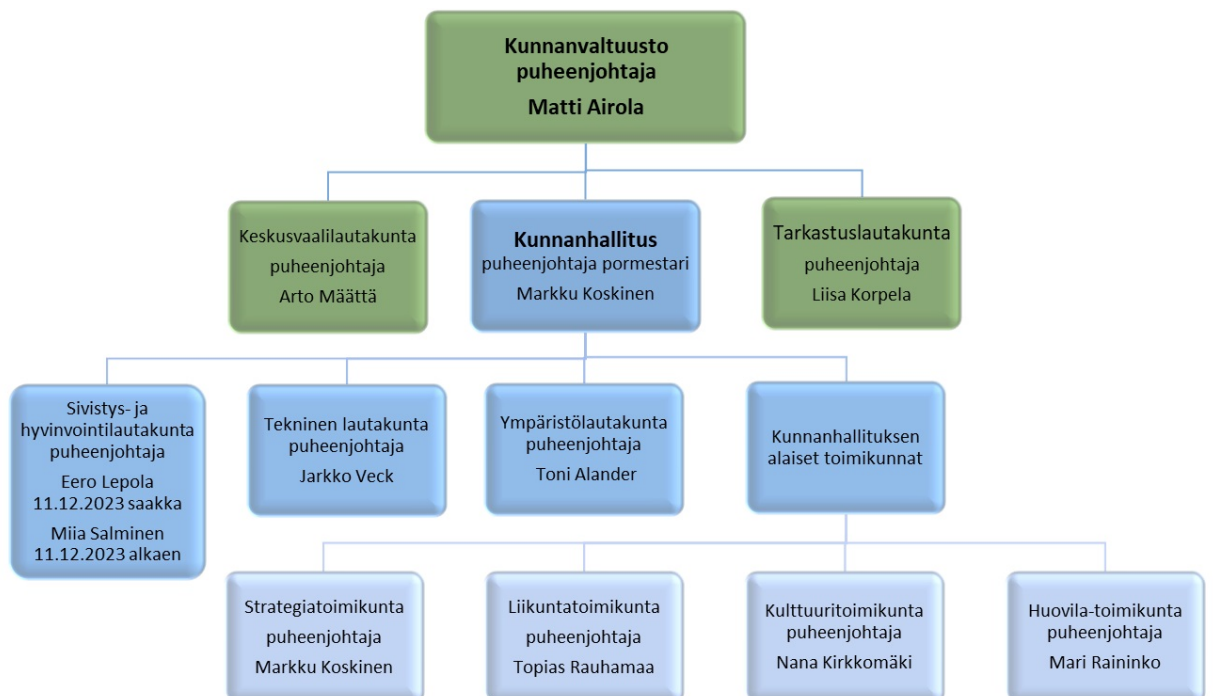 Kunnanvaltuusto
puheenjohtaja
Matti Airola
Keskusvaalilautakunta
puheenjohtaja
Arto Määttä
Kunnanhallitus
puheenjohtaja pormestari
Markku Koskinen
Tarkastuslautakunta
puheenjohtaja
Liisa Korpela
Sivistys- ja
hyvinvointilautakunta
puheenjohtaja
Eero Lepola
11.12.2023 saakka
Miia Salminen
11.12.2023 alkaen
Tekninen lautakunta
puheenjohtaja
Jarkko Veck
Ympäristölautakunta
puheenjohtaja
Toni Alander
Kunnanhallituksen
alaiset toimikunnat
Strategiatoimikunta
puheenjohtaja
Markku Koskinen
Liikuntatoimikunta
puheenjohtaja
Topias Rauhamaa
Kulttuuritoimikunta
puheenjohtaja
Nana Kirkkomäki
Huovila-toimikunta
puheenjohtaja
Mari Raininko